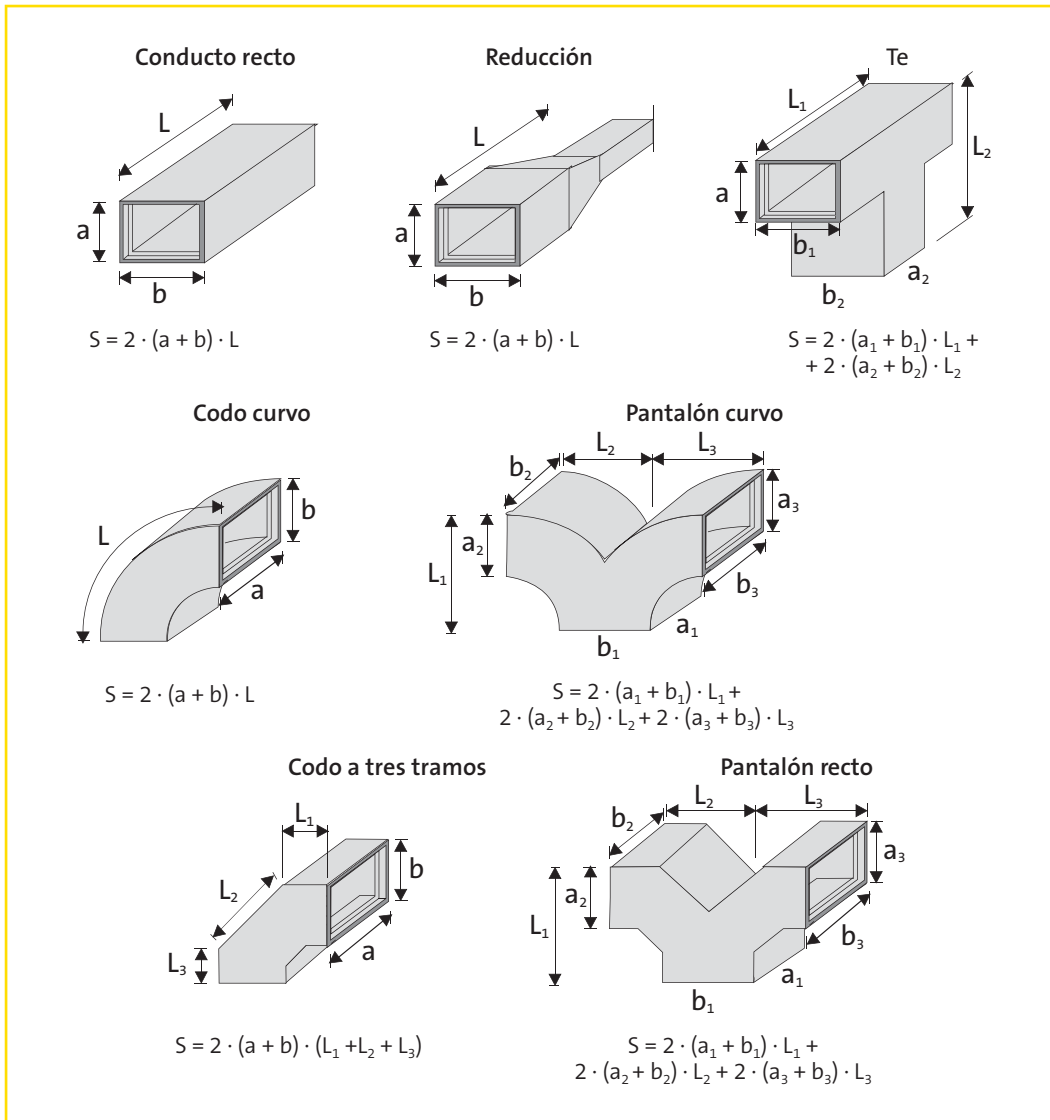 Conducto recto
L
a
b
S = 2 · (a + b) · L
Reducción
L
a
b
S = 2 · (a + b) · L
Te
L₁
L₂
a
b₁
a₂
b₂
S = 2 · (a₁ + b₁) · L₁ +
+ 2 · (a₂ + b₂) · L₂
Codo curvo
L
b
a
S = 2 · (a + b) · L
Pantalón curvo
L₂
L₃
b₂
a₃
a₂
L₁
b₃
a₁
b₁
S = 2 · (a₁ + b₁) · L₁ +
2 · (a₂ + b₂) · L₂ + 2 · (a₃ + b₃) · L₃
Codo a tres tramos
L₁
b
L₂
a
L₃
S = 2 · (a + b) · (L₁ +L₂ + L₃)
Pantalón recto
L₂
L₃
b₂
a₃
a₂
L₁
b₃
a₁
b₁
S = 2 · (a₁ + b₁) · L₁ +
2 · (a₂ + b₂) · L₂ + 2 · (a₃ + b₃) · L₃